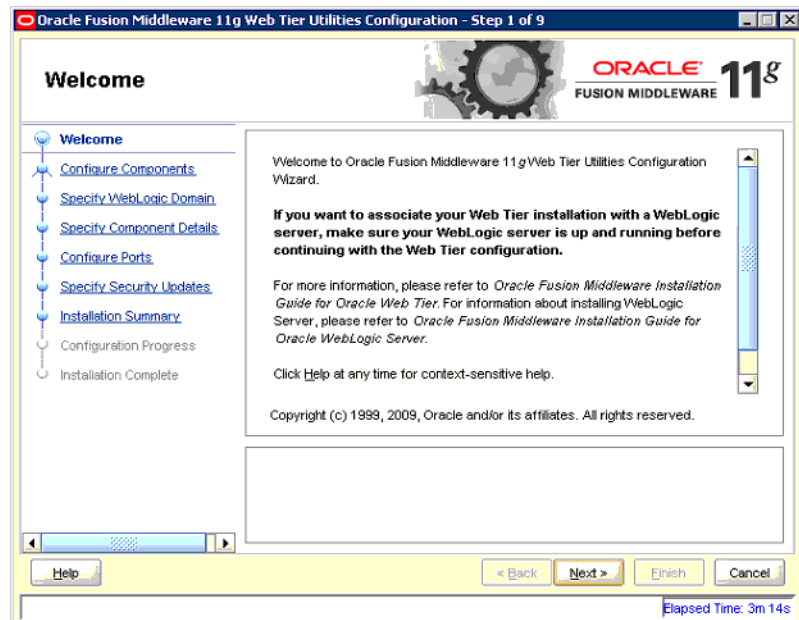 Oracle Fusion Middleware 11g Web Tier Utilities Configuration - Step 1 of 9
Welcome
ORACLE
FUSION MIDDLEWARE 11g
Welcome
Configure Components
Specify WebLogic Domain
Specify Component Details
Configure Ports
Specify Security Updates
Installation Summary
Configuration Progress
Installation Complete
Welcome to Oracle Fusion Middleware 11gWeb Tier Utilities Configuration
Wizard.
If you want to associate your Web Tier installation with a WebLogic
server, make sure your WebLogic server is up and running before
continuing with the Web Tier configuration.
For more information, please refer to Oracle Fusion Middleware Installation
Guide for Oracle Web Tier. For information about installing WebLogic
Server, please refer to Oracle Fusion Middleware Installation Guide for
Oracle WebLogic Server.
Click Help at any time for context-sensitive help.
Copyright (c) 1999, 2009, Oracle and/or its affiliates. All rights reserved.
Help
< Back
Next >
Finish
Cancel
Elapsed Time: 3m 14s